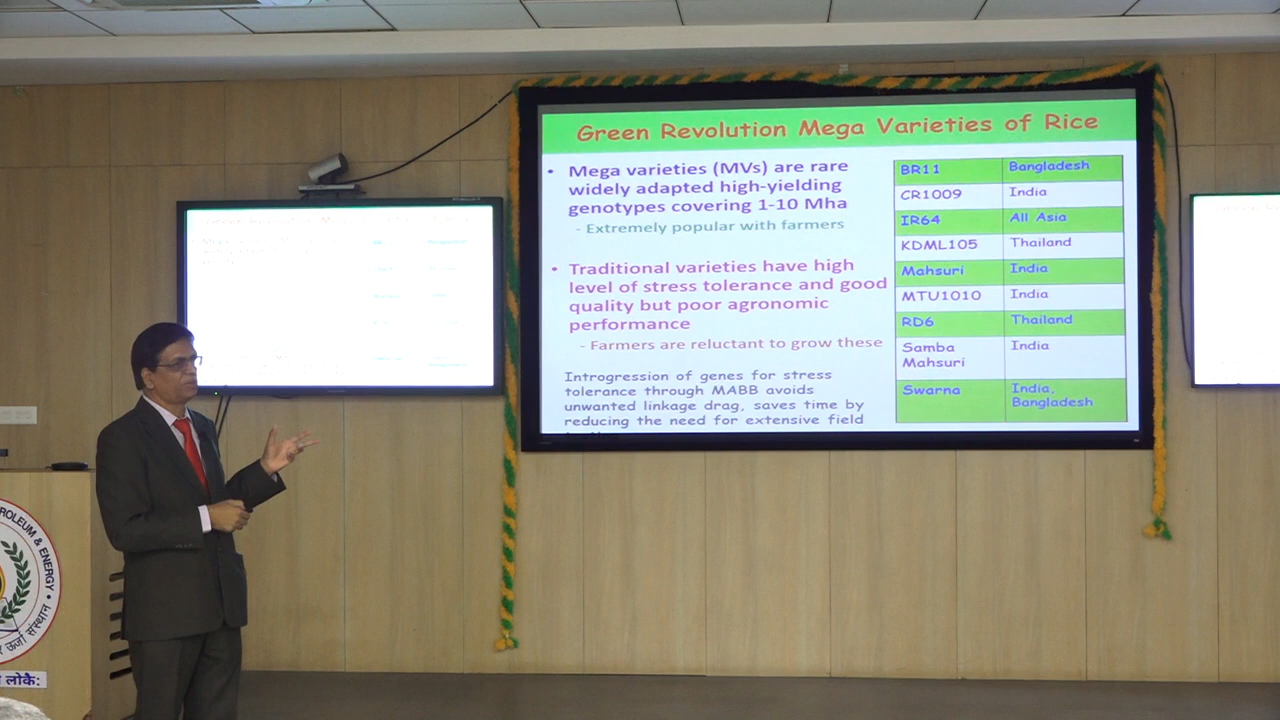 Green Revolution Mega Varieties of Rice
• Mega varieties (MVs) are rare
widely adapted high-yielding
genotypes covering 1-10 Mha
- Extremely popular with farmers
• Traditional varieties have high
level of stress tolerance and good
quality but poor agronomic
performance
- Farmers are reluctant to grow these
Introgression of genes for stress
tolerance through MABB avoids
unwanted linkage drag, saves time by
reducing the need for extensive field
BR11 Bangladesh
CR1009 India
IR64 All Asia
KDML105 Thailand
Mahsuri India
MTU1010 India
RD6 Thailand
Samba India
Mahsuri
Swarna India,
Bangladesh
ROLEUM & ENERGY •
ऊर्जा संस्थान
लोकै: